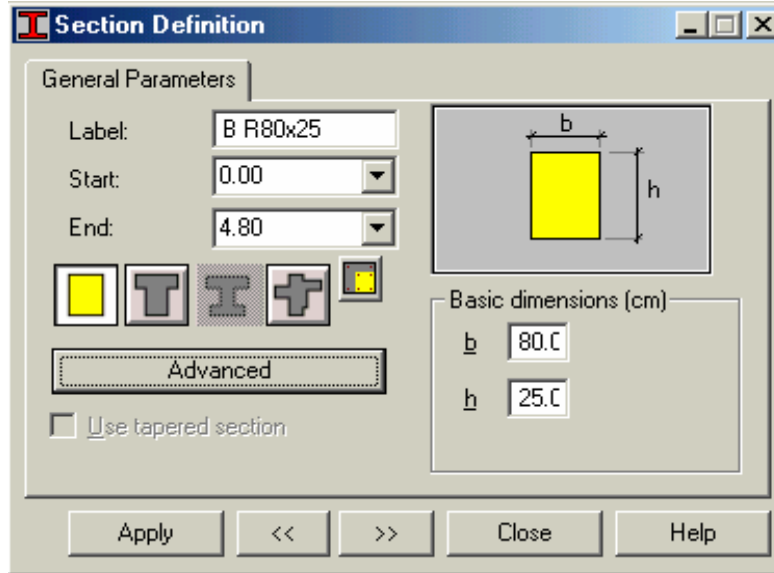 Section Definition
General Parameters
Label: B R80x25
Start: 0.00
End: 4.80
b
h
Advanced
Use tapered section
Basic dimensions (cm)
b 80.0
h 25.0
Apply << >> Close Help